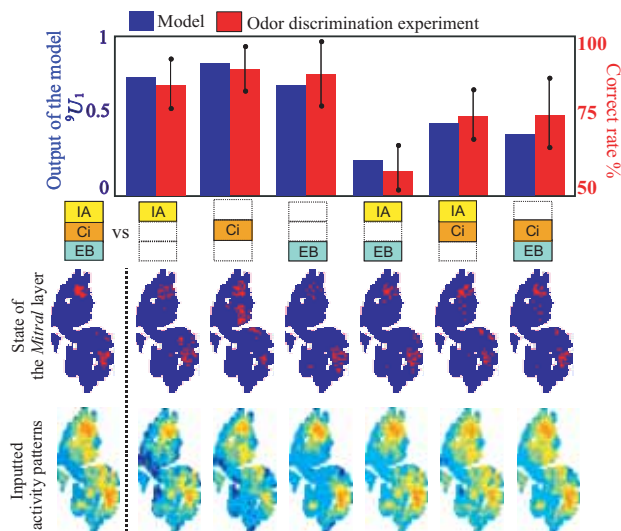 Model
Odor discrimination experiment
Output of the model
⁹U₁
1
0.5
0
100
75
50
Correct rate %
IA
Ci
EB
vs
IA
Ci
EB
IA
EB
IA
Ci
Ci
EB
State of
the Mitral layer
Inputted
activity patterns